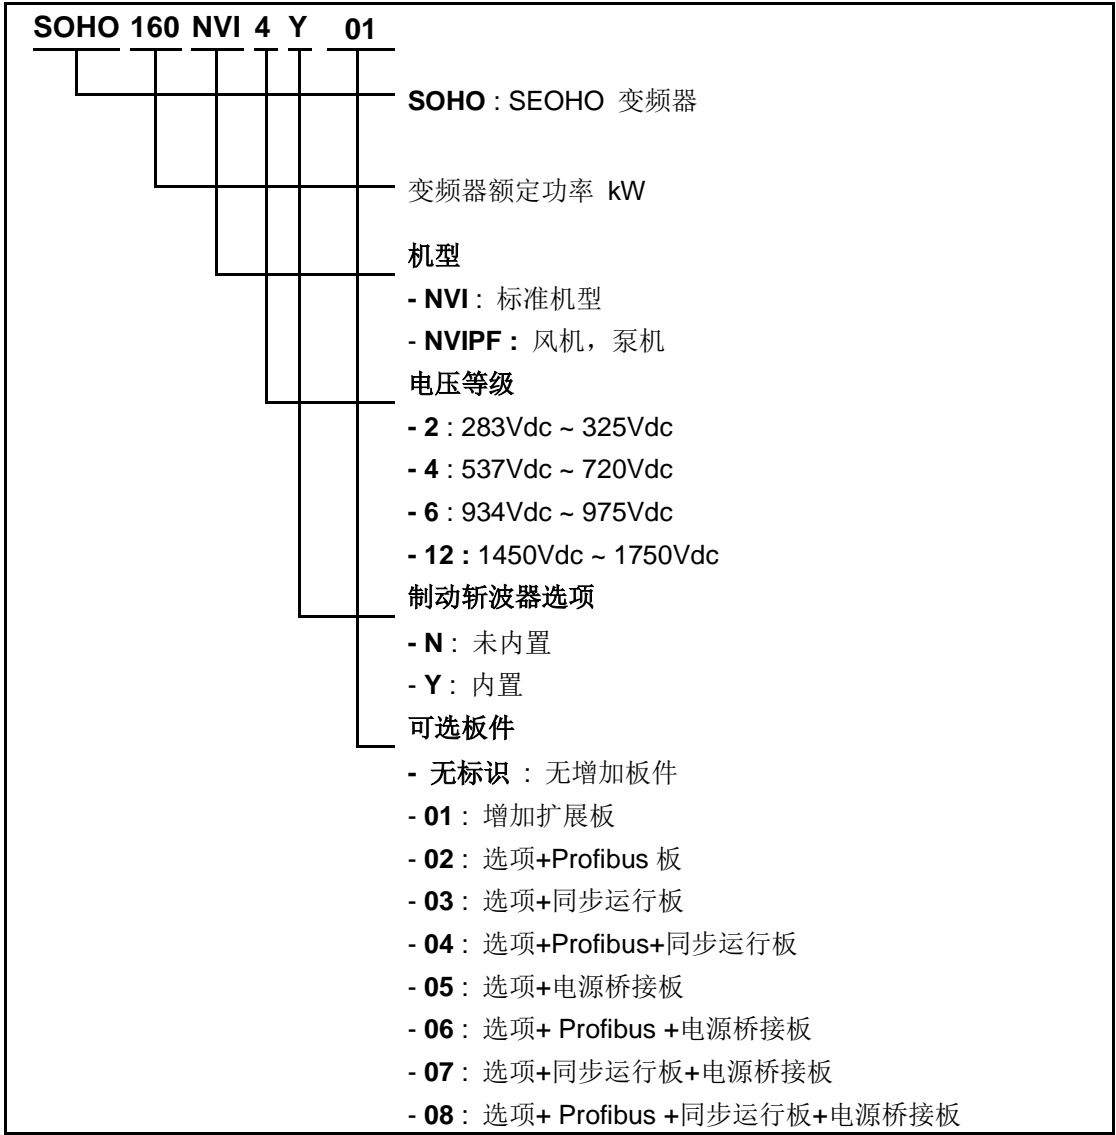 SOHO 160 NVI 4 Y 01
SOHO : SEOHO 变频器
变频器额定功率 kW
机型
- NVI : 标准机型
- NVIPF : 风机，泵机
电压等级
- 2 : 283Vdc ~ 325Vdc
- 4 : 537Vdc ~ 720Vdc
- 6 : 934Vdc ~ 975Vdc
- 12 : 1450Vdc ~ 1750Vdc
制动斩波器选项
- N : 未内置
- Y : 内置
可选板件
- 无标识 : 无增加板件
- 01 : 增加扩展板
- 02 : 选项+Profibus 板
- 03 : 选项+同步运行板
- 04 : 选项+Profibus+同步运行板
- 05 : 选项+电源桥接板
- 06 : 选项+ Profibus +电源桥接板
- 07 : 选项+同步运行板+电源桥接板
- 08 : 选项+ Profibus +同步运行板+电源桥接板